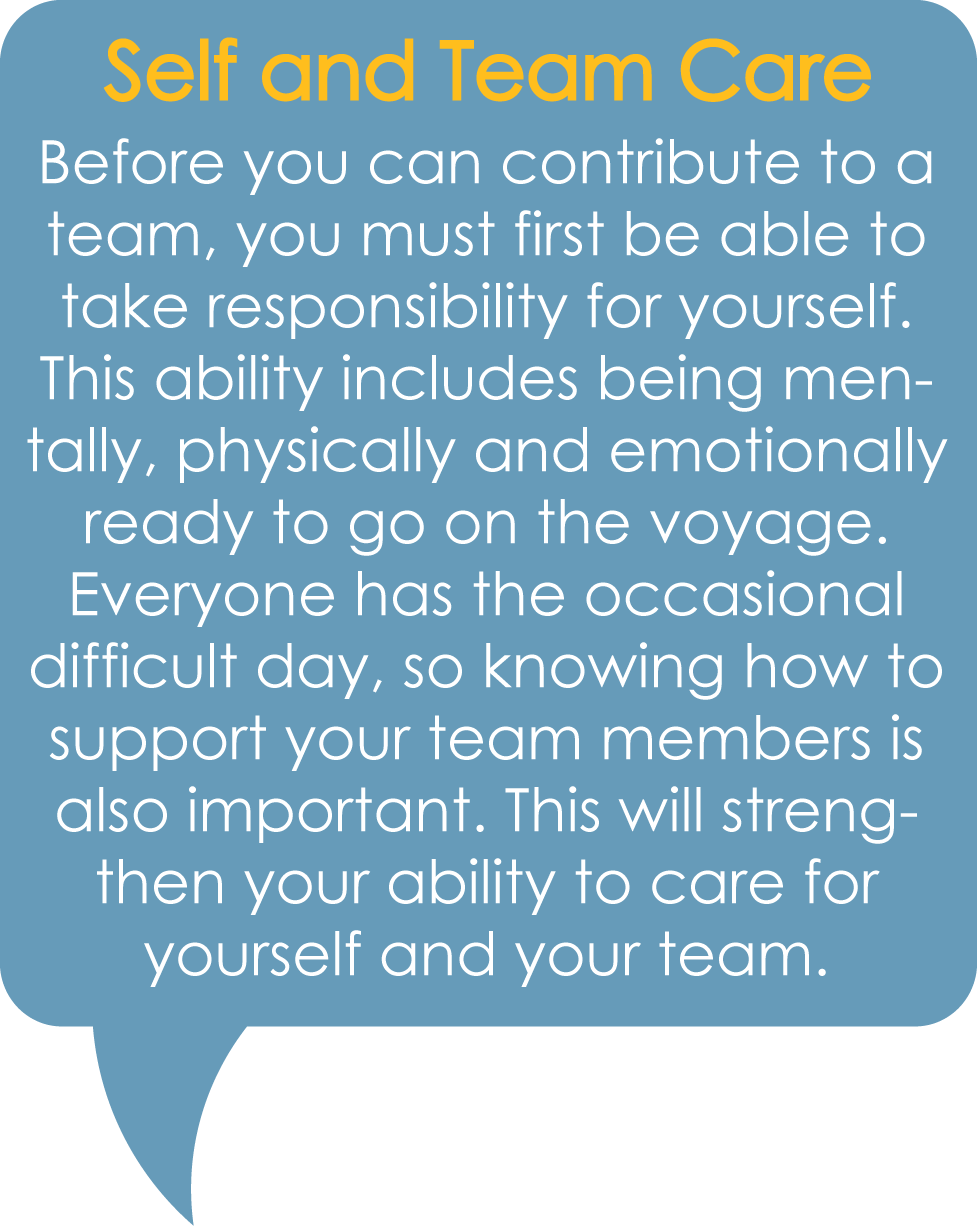 Self and Team Care
Before you can contribute to a
team, you must first be able to
take responsibility for yourself.
This ability includes being men-
tally, physically and emotionally
ready to go on the voyage.
Everyone has the occasional
difficult day, so knowing how to
support your team members is
also important. This will streng-
then your ability to care for
yourself and your team.